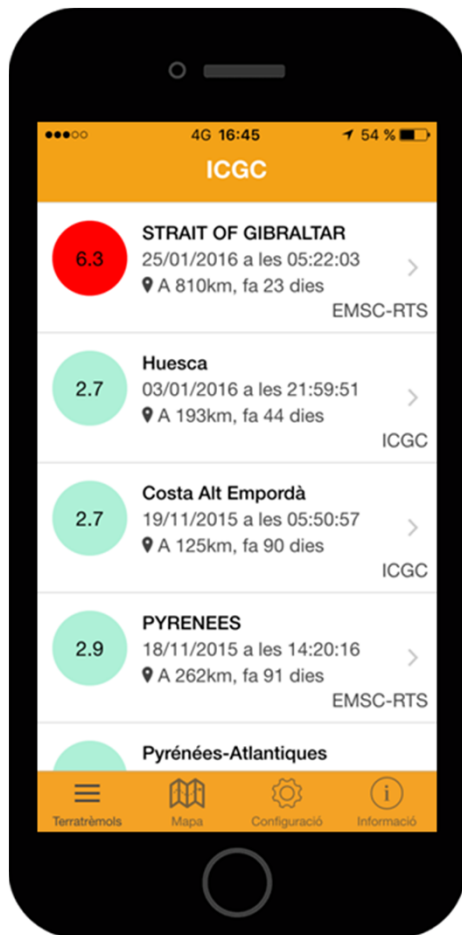 4G 16:45 54 %
ICGC
6.3
STRAIT OF GIBRALTAR
25/01/2016 a les 05:22:03
A 810km, fa 23 dies
EMSC-RTS
2.7
Huesca
03/01/2016 a les 21:59:51
A 193km, fa 44 dies
ICGC
2.7
Costa Alt Empordà
19/11/2015 a les 05:50:57
A 125km, fa 90 dies
ICGC
2.9
PYRENEES
18/11/2015 a les 14:20:16
A 262km, fa 91 dies
EMSC-RTS
Pyrénées-Atlantiques
Terratrèmols Mapa Configuració Informació